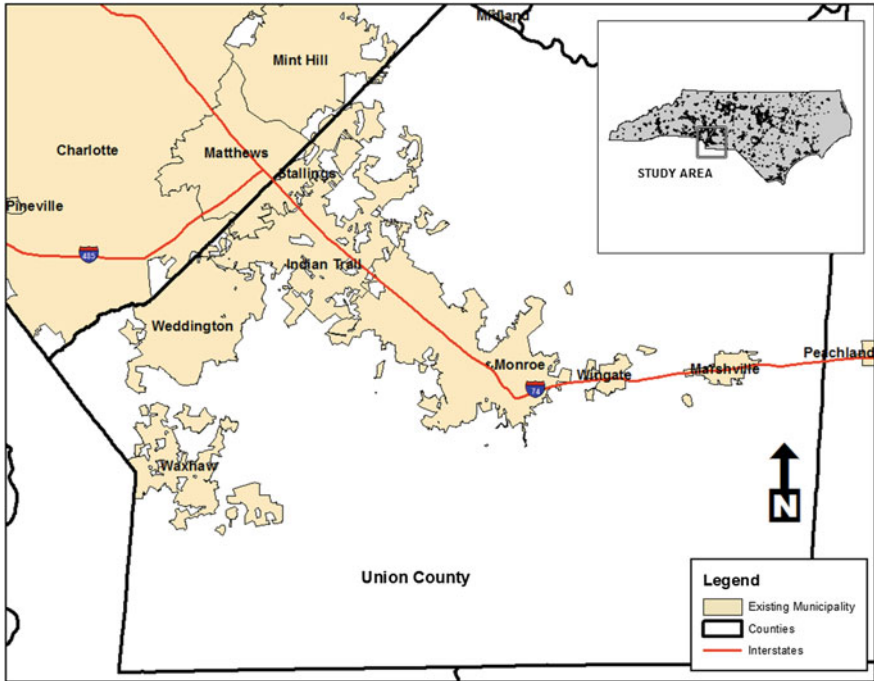 Midland
Mint Hill
Charlotte
Matthews
Stallings
Pineville
STUDY AREA
485
Indian Trail
Weddington
Monroe
Wingate
Marshville
Peachland
74
Waxhaw
N
Union County
Legend
Existing Municipality
Counties
Interstates